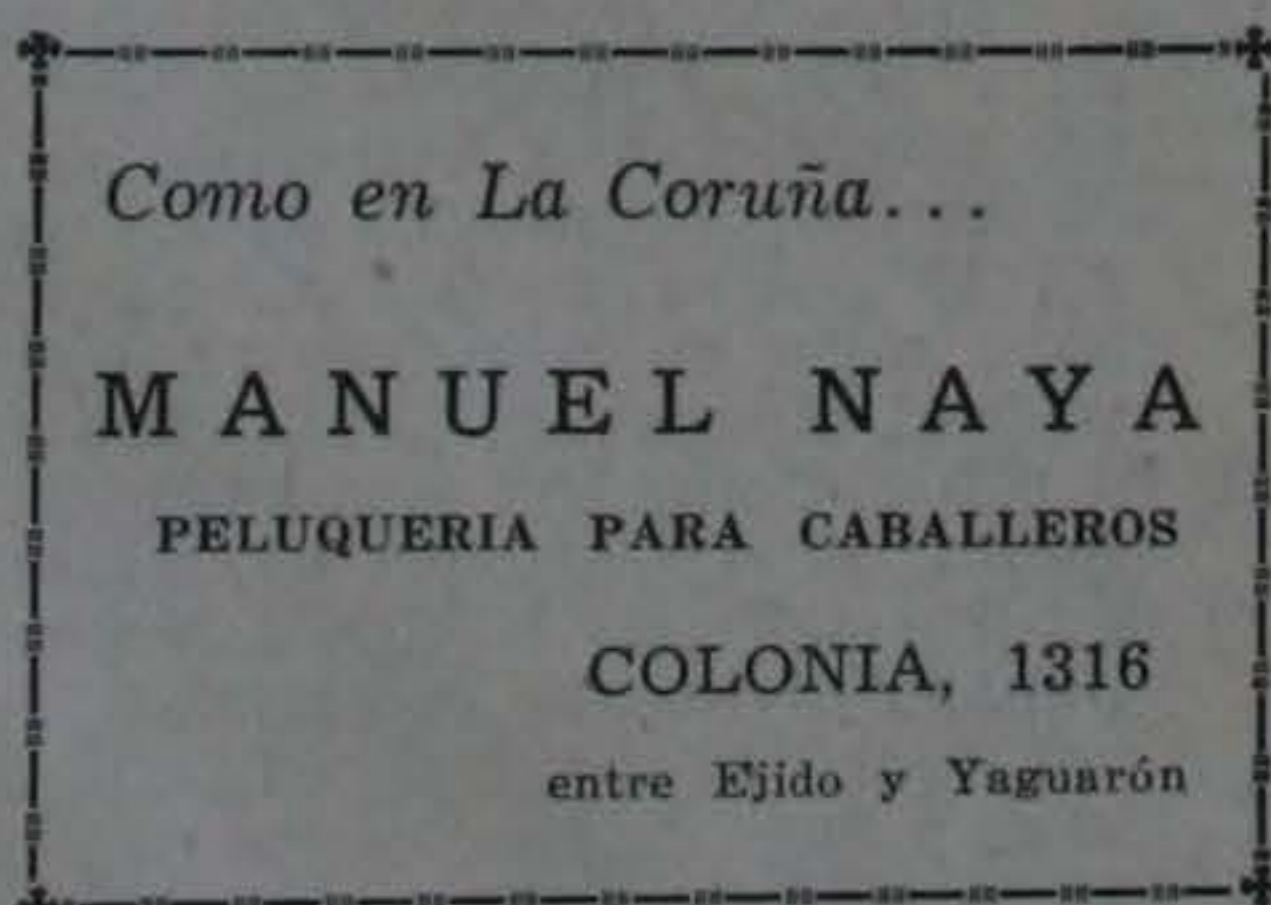 Como en La Coruña...
MANUEL NAYA
PELUQUERIA PARA CABALLEROS
COLONIA, 1316
entre Ejido y Yaguarón